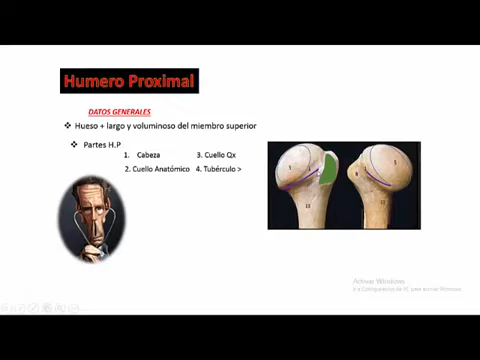 Humero Proximal
DATOS GENERALES
Hueso + largo y voluminoso del miembro superior
Partes H.P
1. Cabeza 3. Cuello Qx
2. Cuello Anatómico 4. Tubérculo >
Activar Windows